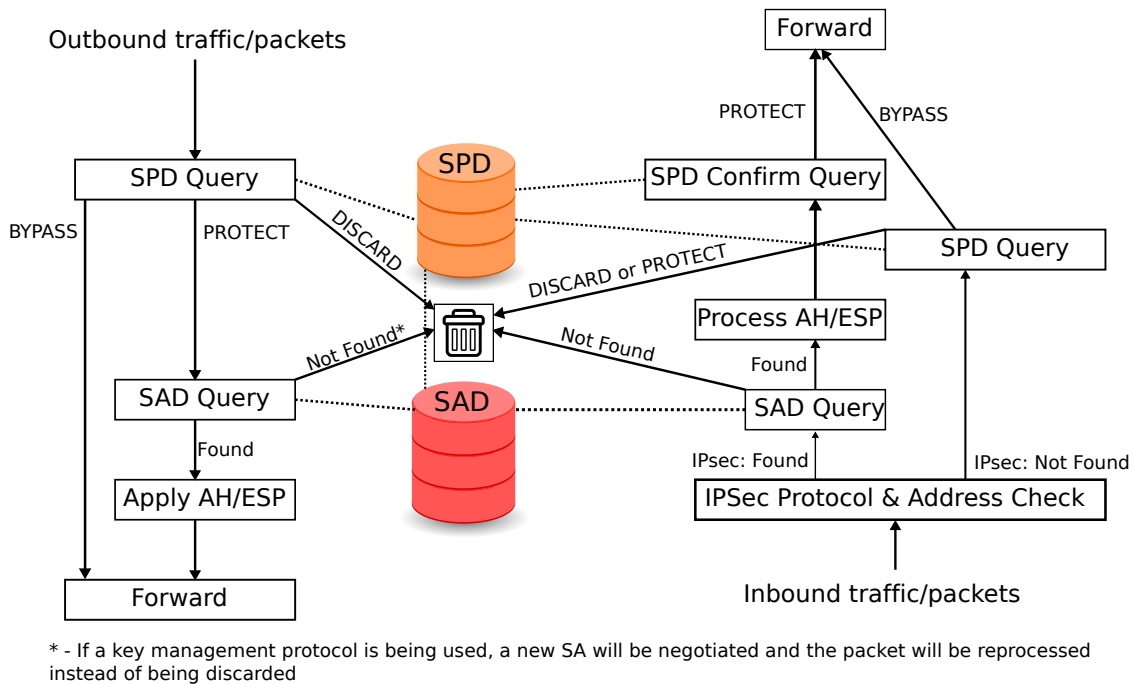 Outbound traffic/packets
Forward
PROTECT
BYPASS
SPD Query
SPD
SPD Confirm Query
BYPASS
PROTECT
DISCARD
SPD Query
DISCARD or PROTECT
Process AH/ESP
Not Found*
Not Found
Found
SAD Query
SAD
SAD Query
Found
IPsec: Found
IPsec: Not Found
Apply AH/ESP
IPSec Protocol & Address Check
Forward
Inbound traffic/packets
* - If a key management protocol is being used, a new SA will be negotiated and the packet will be reprocessed
instead of being discarded